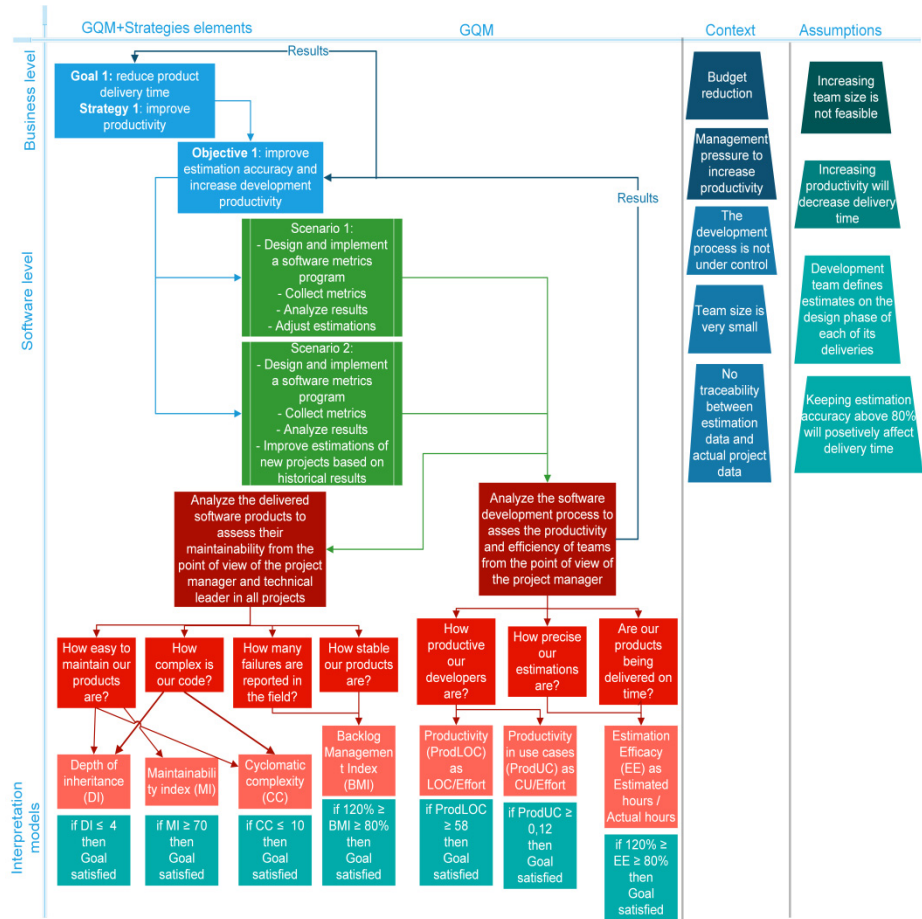 GQM+Strategies elements
GQM
Context
Assumptions
Business level
Results
Goal 1: reduce product
delivery time
Strategy 1: improve
productivity
Objective 1: improve
estimation accuracy and
increase development
productivity
Results
Software level
Scenario 1:
- Design and implement
a software metrics
program
- Collect metrics
- Analyze results
- Adjust estimations
Scenario 2:
- Design and implement
a software metrics
program
- Collect metrics
- Analyze results
- Improve estimations of
new projects based on
historical results
Budget
reduction
Management
pressure to
increase
productivity
The
development
process is not
under control
Team size is
very small
No
traceability
between
estimation
data and
actual project
data
Increasing
team size is
not feasible
Increasing
productivity will
decrease delivery
time
Development
team defines
estimates on the
design phase of
each of its
deliveries
Keeping estimation
accuracy above 80%
will posetively affect
delivery time
Analyze the delivered
software products to
assess their
maintainability from the
point of view of the project
manager and technical
leader in all projects
Analyze the software
development process to
asses the productivity
and efficiency of teams
from the point of view of
the project manager
How easy to
maintain our
products
are?
How
complex is
our code?
How many
failures are
reported in
the field?
How stable
our products
are?
How
productive
our
developers
are?
How precise
our
estimations
are?
Are our
products
being
delivered on
time?
Interpretation
models
Depth of
inheritance
(DI)
Maintainabil
ity index (MI)
Cyclomatic
complexity
(CC)
Backlog
Managemen
t Index (BMI)
Productivity
(ProdLOC)
as
LOC/Effort
Productivity
in use cases
(ProdUC) as
CU/Effort
Estimation
Efficacy
(EE) as
Estimated
hours /
Actual hours
if DI ≤ 4
then
Goal
satisfied
if MI ≥ 70
then
Goal
satisfied
if CC ≤ 10
then
Goal
satisfied
if 120% ≥
BMI ≥ 80%
then
Goal
satisfied
if ProdLOC
≥ 58
then
Goal
satisfied
if ProdUC ≥
0,12
then
Goal
satisfied
if 120% ≥
EE ≥ 80%
then
Goal
satisfied